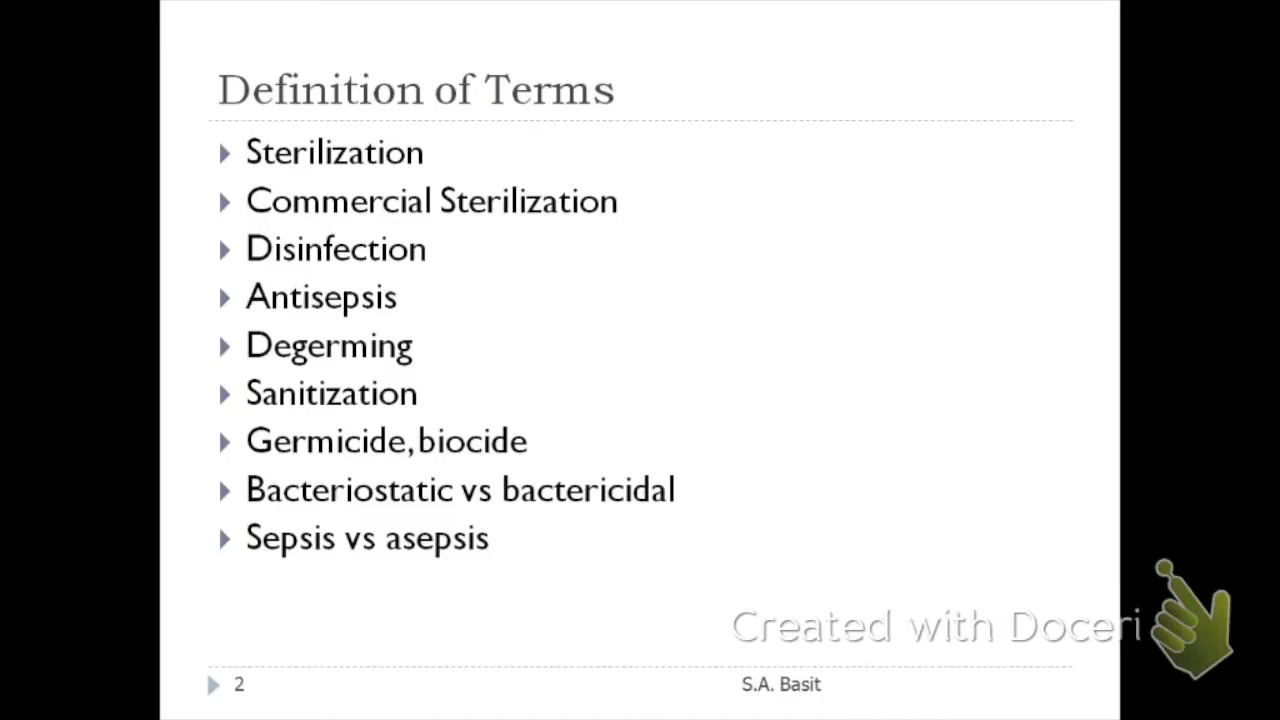 Definition of Terms
Sterilization
Commercial Sterilization
Disinfection
Antisepsis
Degerming
Sanitization
Germicide, biocide
Bacteriostatic vs bactericidal
Sepsis vs asepsis
Created with Doceri
2 S.A. Basit